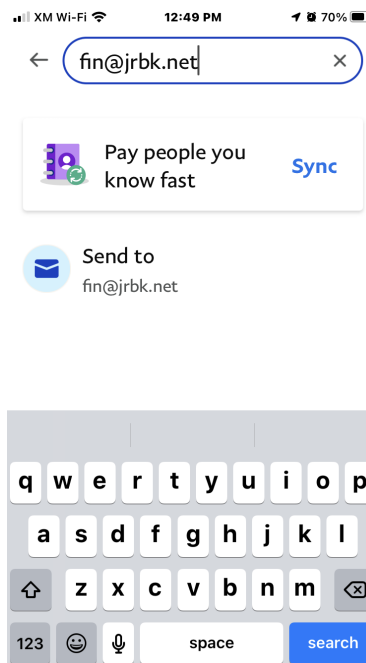 XM Wi-Fi 12:49 PM 70%
fin@jrbk.net
Pay people you
know fast
Sync
Send to
fin@jrbk.net
q w e r t y u i o p
a s d f g h j k l
z x c v b n m
123 space search